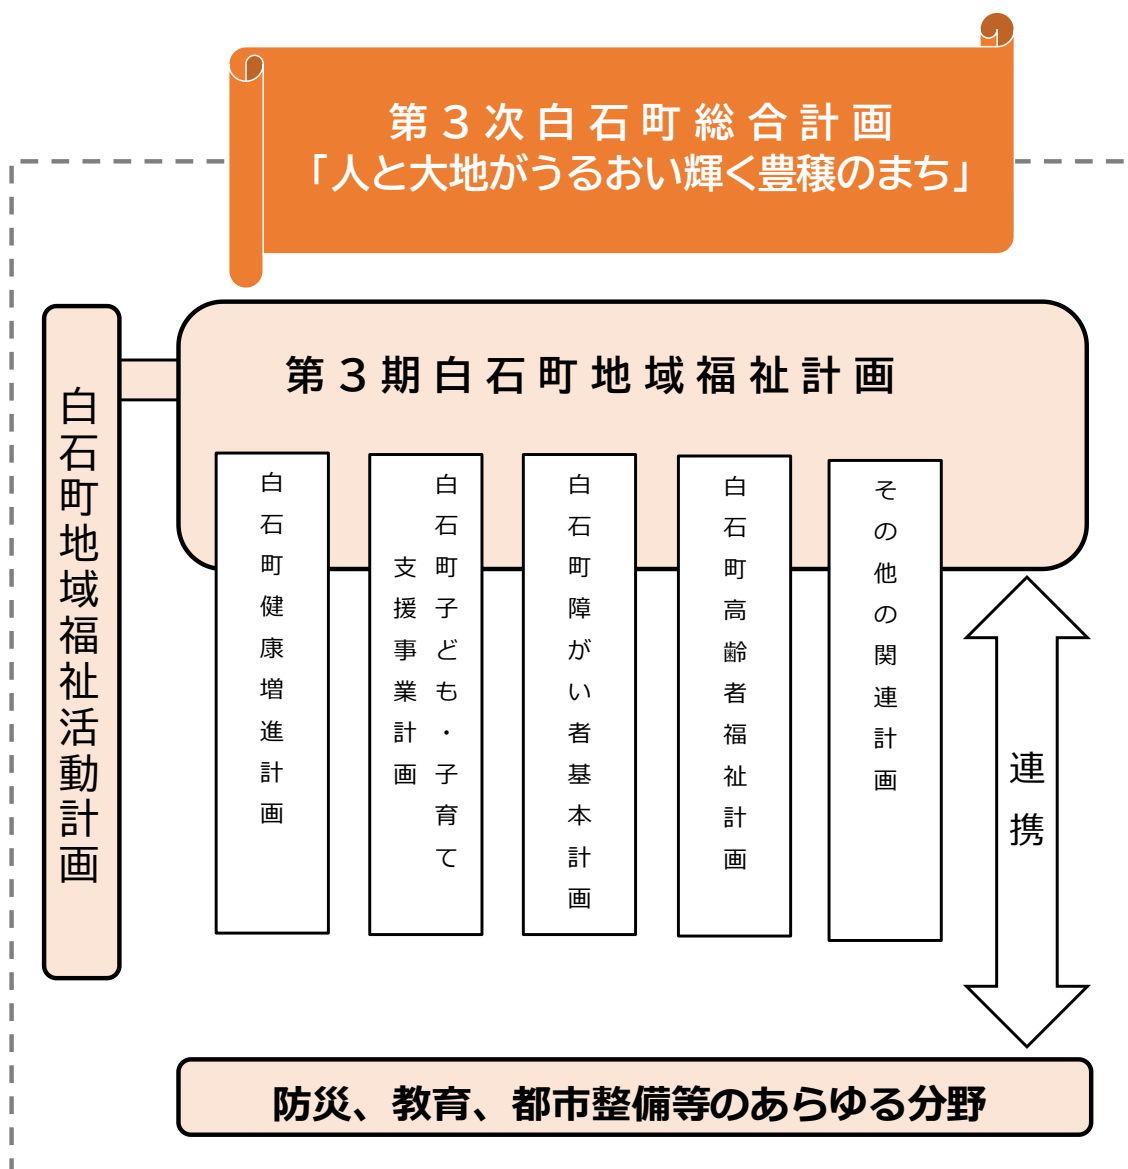 第３次白石町総合計画
「人と大地がうるおい輝く豊穣のまち」
第３期白石町地域福祉計画
白石町地域福祉活動計画
白石町健康増進計画
白石町子ども・子育て
支援事業計画
白石町障がい者基本計画
白石町高齢者福祉計画
その他の関連計画
連携
防災、教育、都市整備等のあらゆる分野